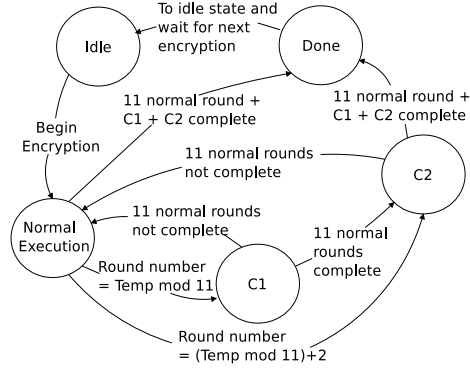 To idle state and
wait for next
encryption
Idle
Done
11 normal round +
C1 + C2 complete
11 normal round +
C1 + C2 complete
Begin
Encryption
11 normal rounds
not complete
C2
11 normal rounds
not complete
Normal
Execution
11 normal
rounds
complete
Round number
= Temp mod 11
C1
Round number
= (Temp mod 11)+2